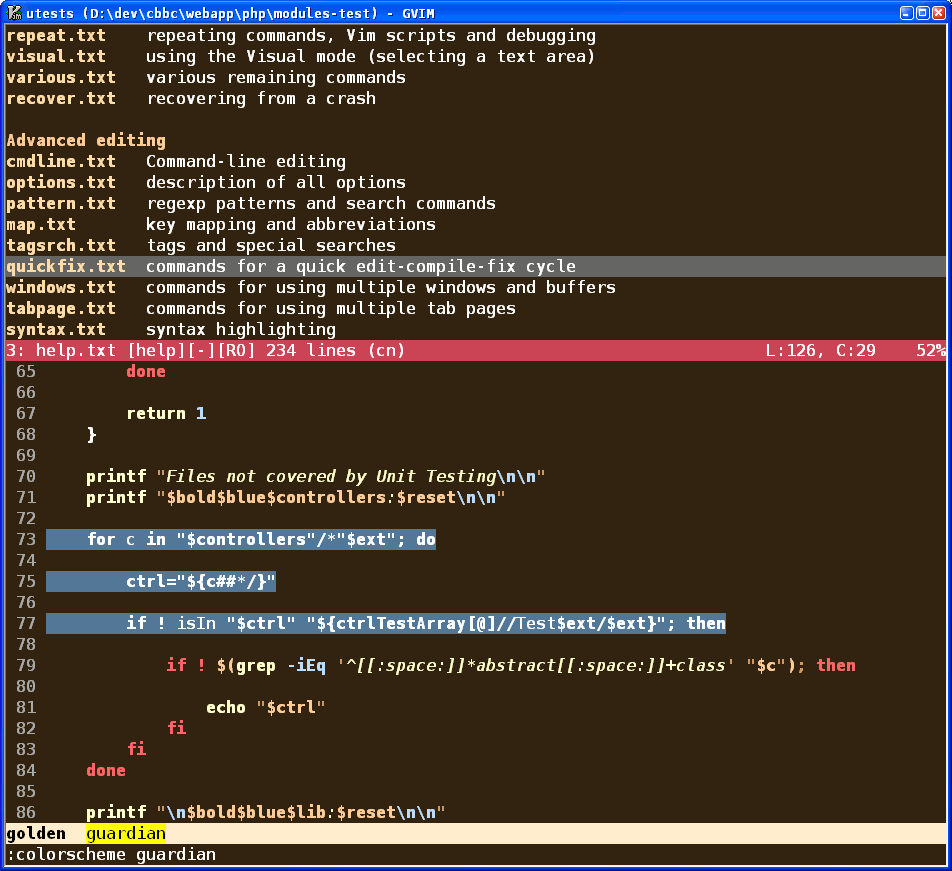 utests (D:\dev\cbbc\webapp\php\modules-test) - GVIM
repeat.txt   repeating commands, Vim scripts and debugging
visual.txt   using the Visual mode (selecting a text area)
various.txt   various remaining commands
recover.txt   recovering from a crash
Advanced editing
cmdline.txt   Command-line editing
options.txt   description of all options
pattern.txt   regexp patterns and search commands
map.txt       key mapping and abbreviations
tagsrch.txt   tags and special searches
quickfix.txt  commands for a quick edit-compile-fix cycle
windows.txt   commands for using multiple windows and buffers
tabpage.txt   commands for using multiple tab pages
syntax.txt    syntax highlighting
3: help.txt [help][-][RO] 234 lines (cn)                                    L:126, C:29    52%
65         done
66
67         return 1
68     }
69
70     printf "Files not covered by Unit Testing\n\n"
71     printf "$bold$blue$controllers:$reset\n\n"
72
73     for c in "$controllers"/*"$ext"; do
74
75         ctrl="${c##*/}"
76
77         if ! isIn "$ctrl" "${ctrlTestArray[@]//Test$ext/$ext}"; then
78
79             if ! $(grep -iEq '^[[:space:]]*abstract[[:space:]]+class' "$c"); then
80
81                 echo "$ctrl"
82             fi
83         fi
84     done
85
86     printf "\n$bold$blue$lib:$reset\n\n"
golden  guardian
:colorscheme guardian